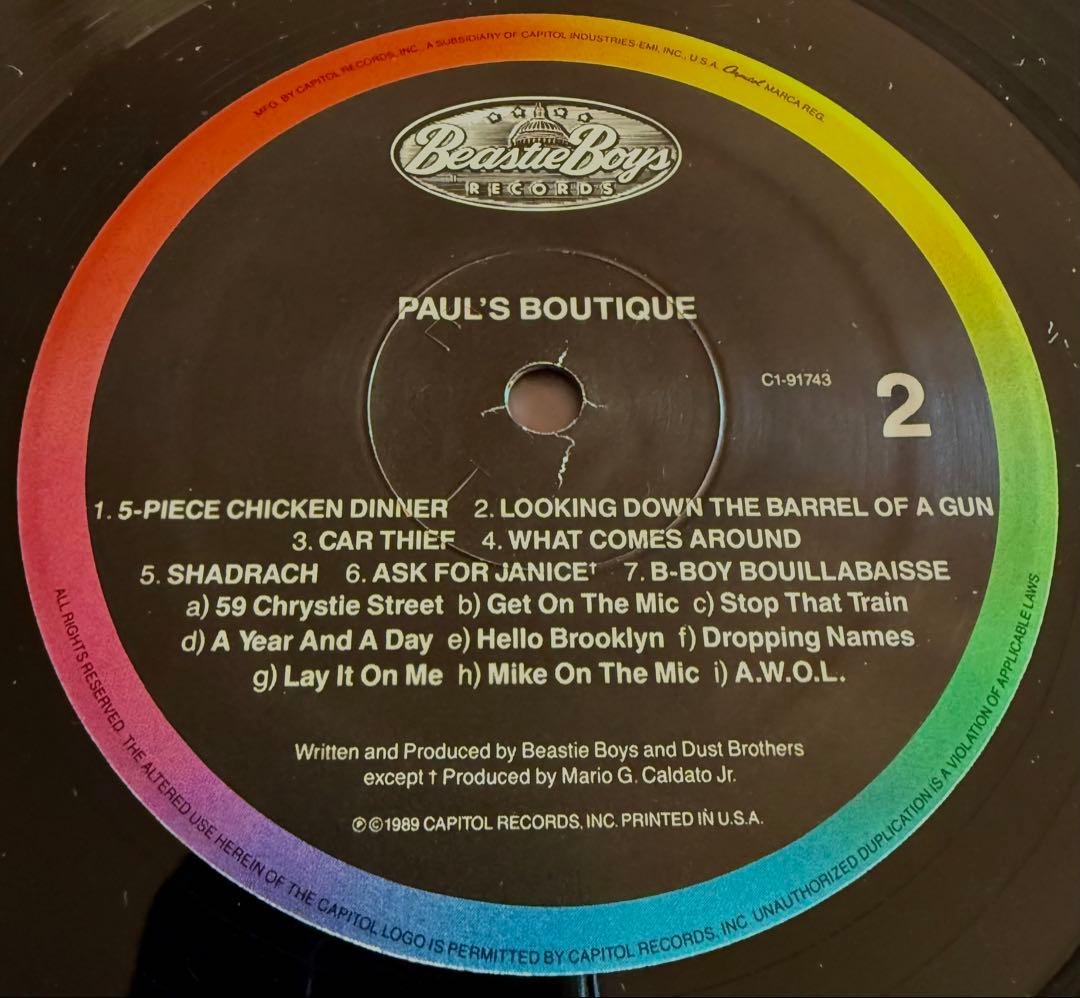 MFG. BY CAPITOL RECORDS, INC., A SUBSIDIARY OF CAPITOL INDUSTRIES-EMI, INC., U.S.A. Capitol MARCA REG.
Beastie Boys
RECORDS
PAUL'S BOUTIQUE
C1-91743
2
1. 5-PIECE CHICKEN DINNER 2. LOOKING DOWN THE BARREL OF A GUN
3. CAR THIEF 4. WHAT COMES AROUND
5. SHADRACH 6. ASK FOR JANICE† 7. B-BOY BOUILLABAISSE
a) 59 Chrystie Street b) Get On The Mic c) Stop That Train
d) A Year And A Day e) Hello Brooklyn f) Dropping Names
g) Lay It On Me h) Mike On The Mic i) A.W.O.L.
Written and Produced by Beastie Boys and Dust Brothers
except † Produced by Mario G. Caldato Jr.
℗©1989 CAPITOL RECORDS, INC. PRINTED IN U.S.A.
ALL RIGHTS RESERVED. THE ALTERED USE HEREIN OF THE CAPITOL LOGO IS PERMITTED BY CAPITOL RECORDS, INC UNAUTHORIZED DUPLICATION IS A VIOLATION OF APPLICABLE LAWS